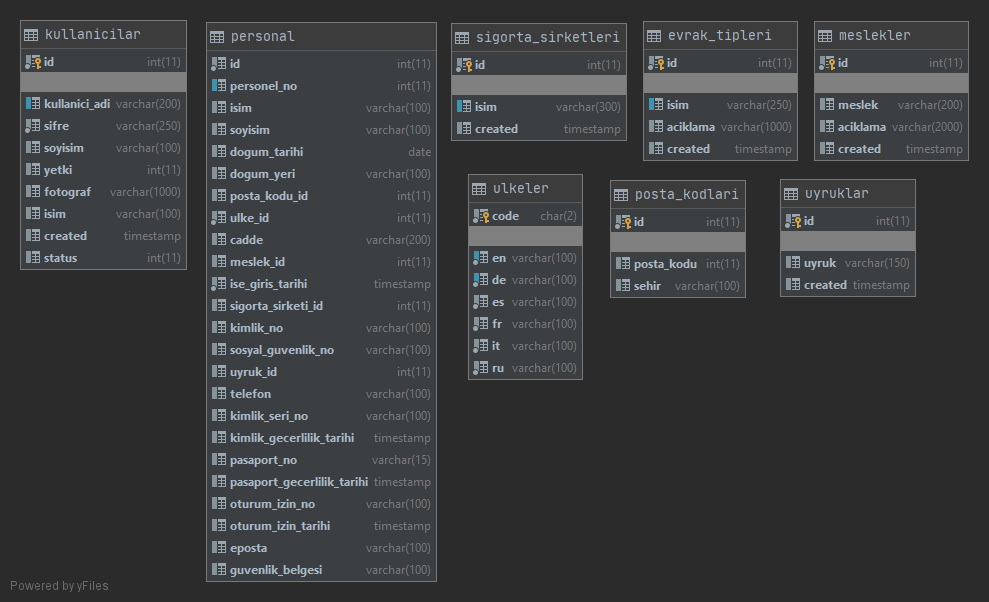 kullanicilar
id int(11)
kullanici_adi varchar(200)
sifre varchar(250)
soyisim varchar(100)
yetki int(11)
fotograf varchar(1000)
isim varchar(100)
created timestamp
status int(11)
personal
id int(11)
personel_no int(11)
isim varchar(100)
soyisim varchar(100)
dogum_tarihi date
dogum_yeri varchar(100)
posta_kodu_id int(11)
ulke_id int(11)
cadde varchar(200)
meslek_id int(11)
ise_giris_tarihi timestamp
sigorta_sirketi_id int(11)
kimlik_no varchar(100)
sosyal_guvenlik_no varchar(100)
uyruk_id int(11)
telefon varchar(100)
kimlik_seri_no varchar(100)
kimlik_gecerlilik_tarihi timestamp
pasaport_no varchar(15)
pasaport_gecerlilik_tarihi timestamp
oturum_izin_no varchar(100)
oturum_izin_tarihi timestamp
eposta varchar(100)
guvenlik_belgesi varchar(100)
sigorta_sirketleri
id int(11)
isim varchar(300)
created timestamp
evrak_tipleri
id int(11)
isim varchar(250)
aciklama varchar(1000)
created timestamp
meslekler
id int(11)
meslek varchar(200)
aciklama varchar(2000)
created timestamp
ulkeler
code char(2)
en varchar(100)
de varchar(100)
es varchar(100)
fr varchar(100)
it varchar(100)
ru varchar(100)
posta_kodlari
id int(11)
posta_kodu int(11)
sehir varchar(100)
uyruklar
id int(11)
uyruk varchar(150)
created timestamp
Powered by yFiles